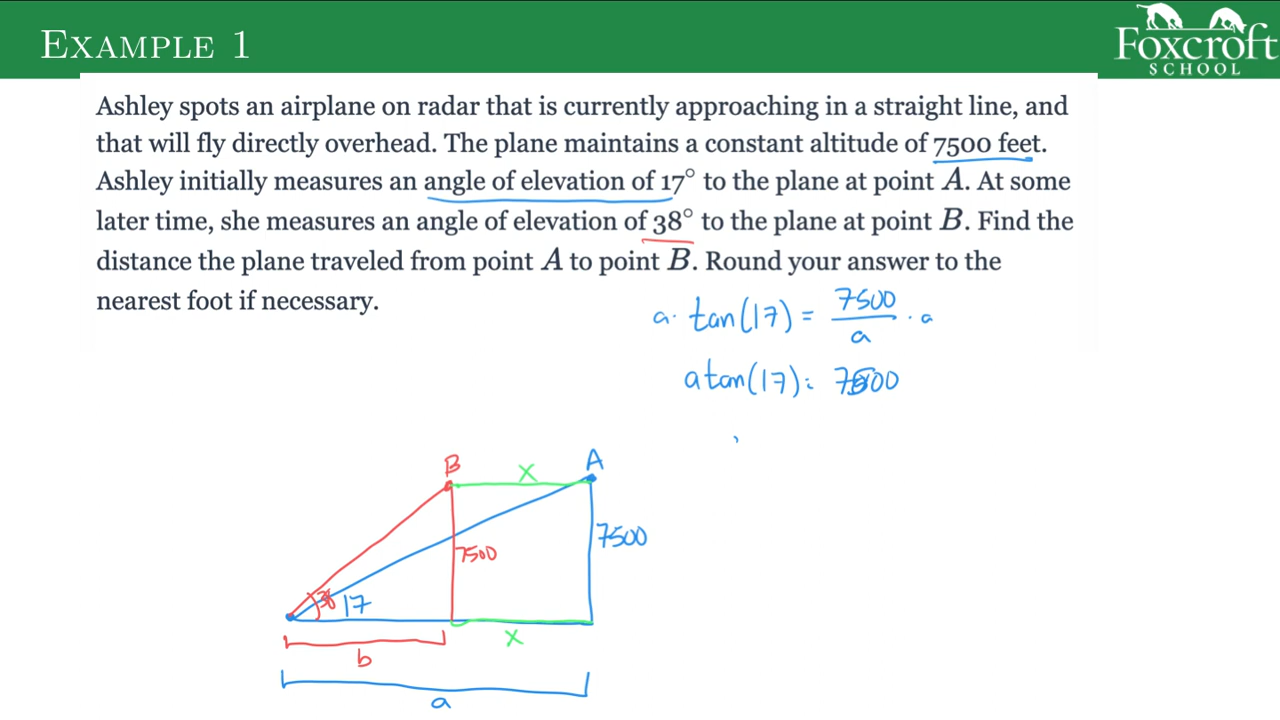 EXAMPLE 1
Foxcroft
SCHOOL
Ashley spots an airplane on radar that is currently approaching in a straight line, and
that will fly directly overhead. The plane maintains a constant altitude of 7500 feet.
Ashley initially measures an angle of elevation of 17° to the plane at point A. At some
later time, she measures an angle of elevation of 38° to the plane at point B. Find the
distance the plane traveled from point A to point B. Round your answer to the
nearest foot if necessary.
a · tan(17) = 7500/a · a
a tan(17) = 7500
B
x
A
7500
7500
38
17
x
b
a